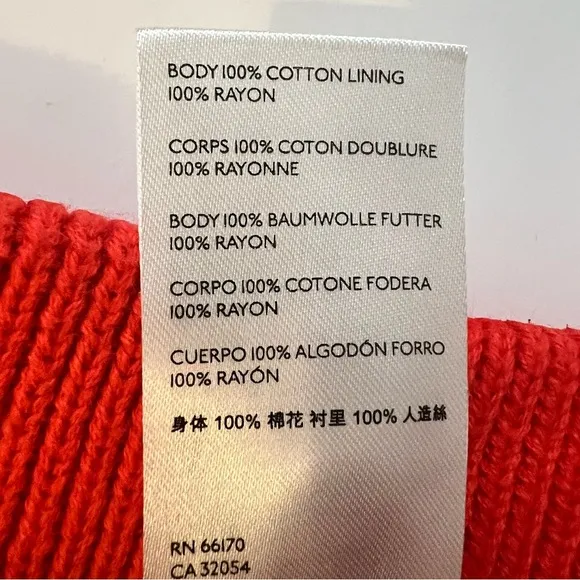 BODY 100% COTTON LINING
100% RAYON
CORPS 100% COTON DOUBLURE
100% RAYONNE
BODY 100% BAUMWOLLE FUTTER
100% RAYON
CORPO 100% COTONE FODERA
100% RAYON
CUERPO 100% ALGODÓN FORRO
100% RAYÓN
身体 100% 棉花 衬里 100% 人造絲
RN 66170
CA 32054